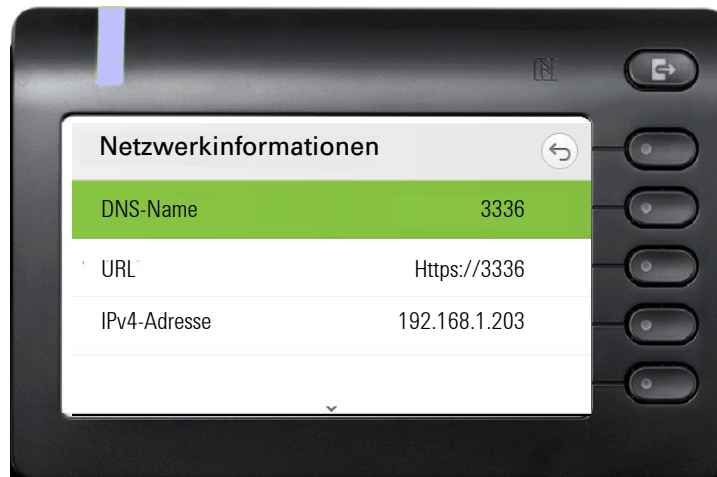 Netzwerkinformationen
DNS-Name 3336
URL Https://3336
IPv4-Adresse 192.168.1.203